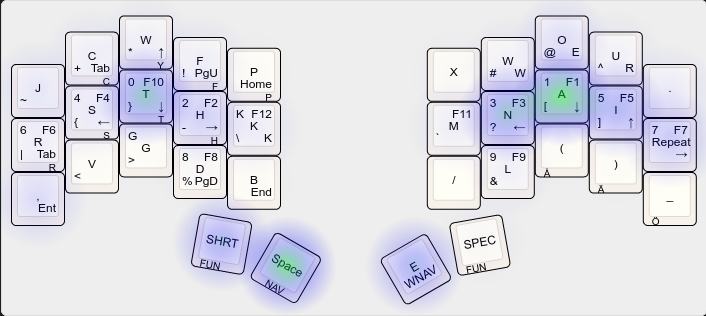 J
~
C
+ Tab
C
W
* ↑
Y
F
! PgU
F
P
Home
P
6 F6
R
| Tab
R
4 F4
S
{ ←
S
0 F10
T
} ↓
T
2 F2
H
- →
H
K F12
K
\ K
,
Ent
V
<
G
G
>
8 F8
D
% PgD
B
End
SHRT
FUN
Space
NAV
X
W
# W
O
@ E
U
^ R
.
F11
M
`
3 F3
N
? ←
1 F1
A
[ ↓
5 F5
I
] ↑
7 F7
Repeat
→
/
9 F9
L
&
(
Å
)
Ä
_
Ö
E
WNAV
SPEC
FUN